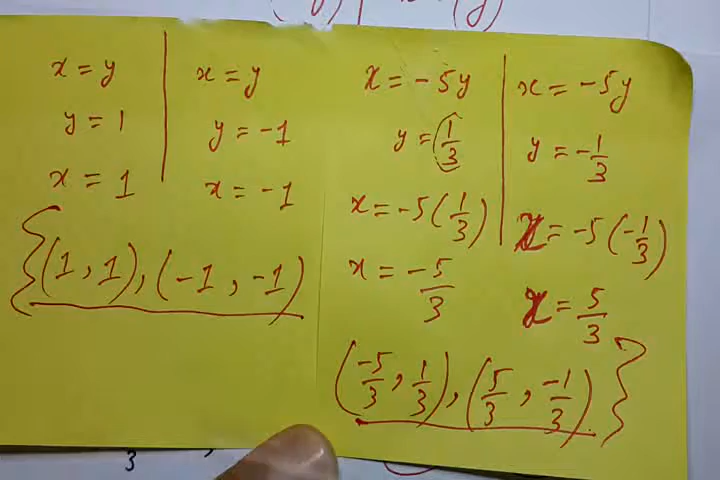 x = y
y = 1
x = 1
x = y
y = -1
x = -1
{(1, 1), (-1, -1)
x = -5y
y = (1/3)
x = -5(1/3)
x = -5/3
x = -5y
y = -1/3
x = -5(-1/3)
x = 5/3
(-5/3, 1/3), (5/3, -1/3)}
3